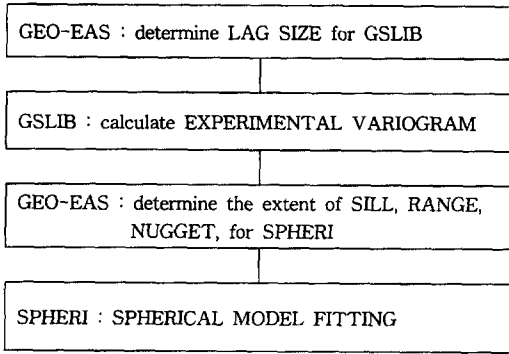 GEO-EAS : determine LAG SIZE for GSLIB
GSLIB : calculate EXPERIMENTAL VARIOGRAM
GEO-EAS : determine the extent of SILL, RANGE,
NUGGET, for SPHERI
SPHERI : SPHERICAL MODEL FITTING